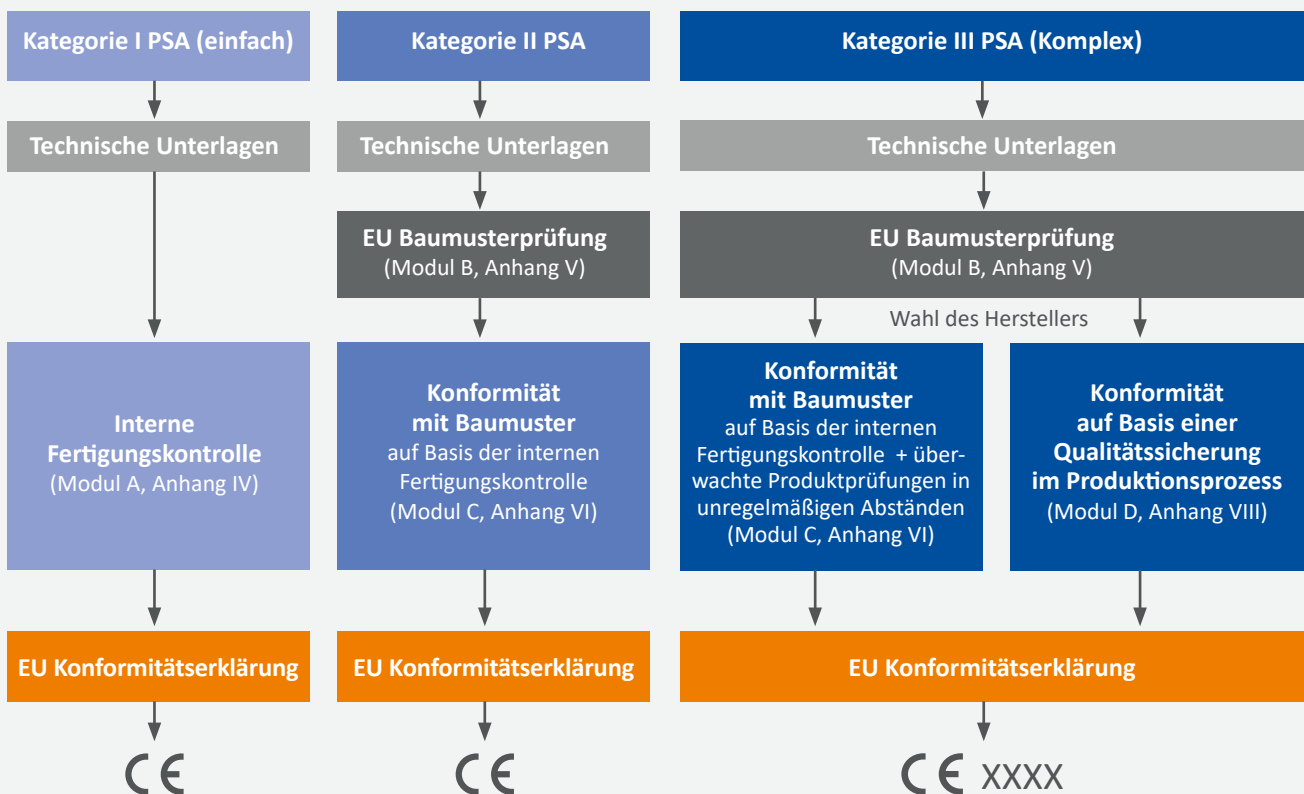 Kategorie I PSA (einfach)
Kategorie II PSA
Kategorie III PSA (Komplex)
Technische Unterlagen
Technische Unterlagen
Technische Unterlagen
EU Baumusterprüfung
(Modul B, Anhang V)
EU Baumusterprüfung
(Modul B, Anhang V)
Wahl des Herstellers
Interne
Fertigungskontrolle
(Modul A, Anhang IV)
Konformität
mit Baumuster
auf Basis der internen
Fertigungskontrolle
(Modul C, Anhang VI)
Konformität
mit Baumuster
auf Basis der internen
Fertigungskontrolle + über-
wachte Produktprüfungen in
unregelmäßigen Abständen
(Modul C, Anhang VI)
Konformität
auf Basis einer
Qualitätssicherung
im Produktionsprozess
(Modul D, Anhang VIII)
EU Konformitätserklärung
EU Konformitätserklärung
EU Konformitätserklärung
CE
CE
CE XXXX